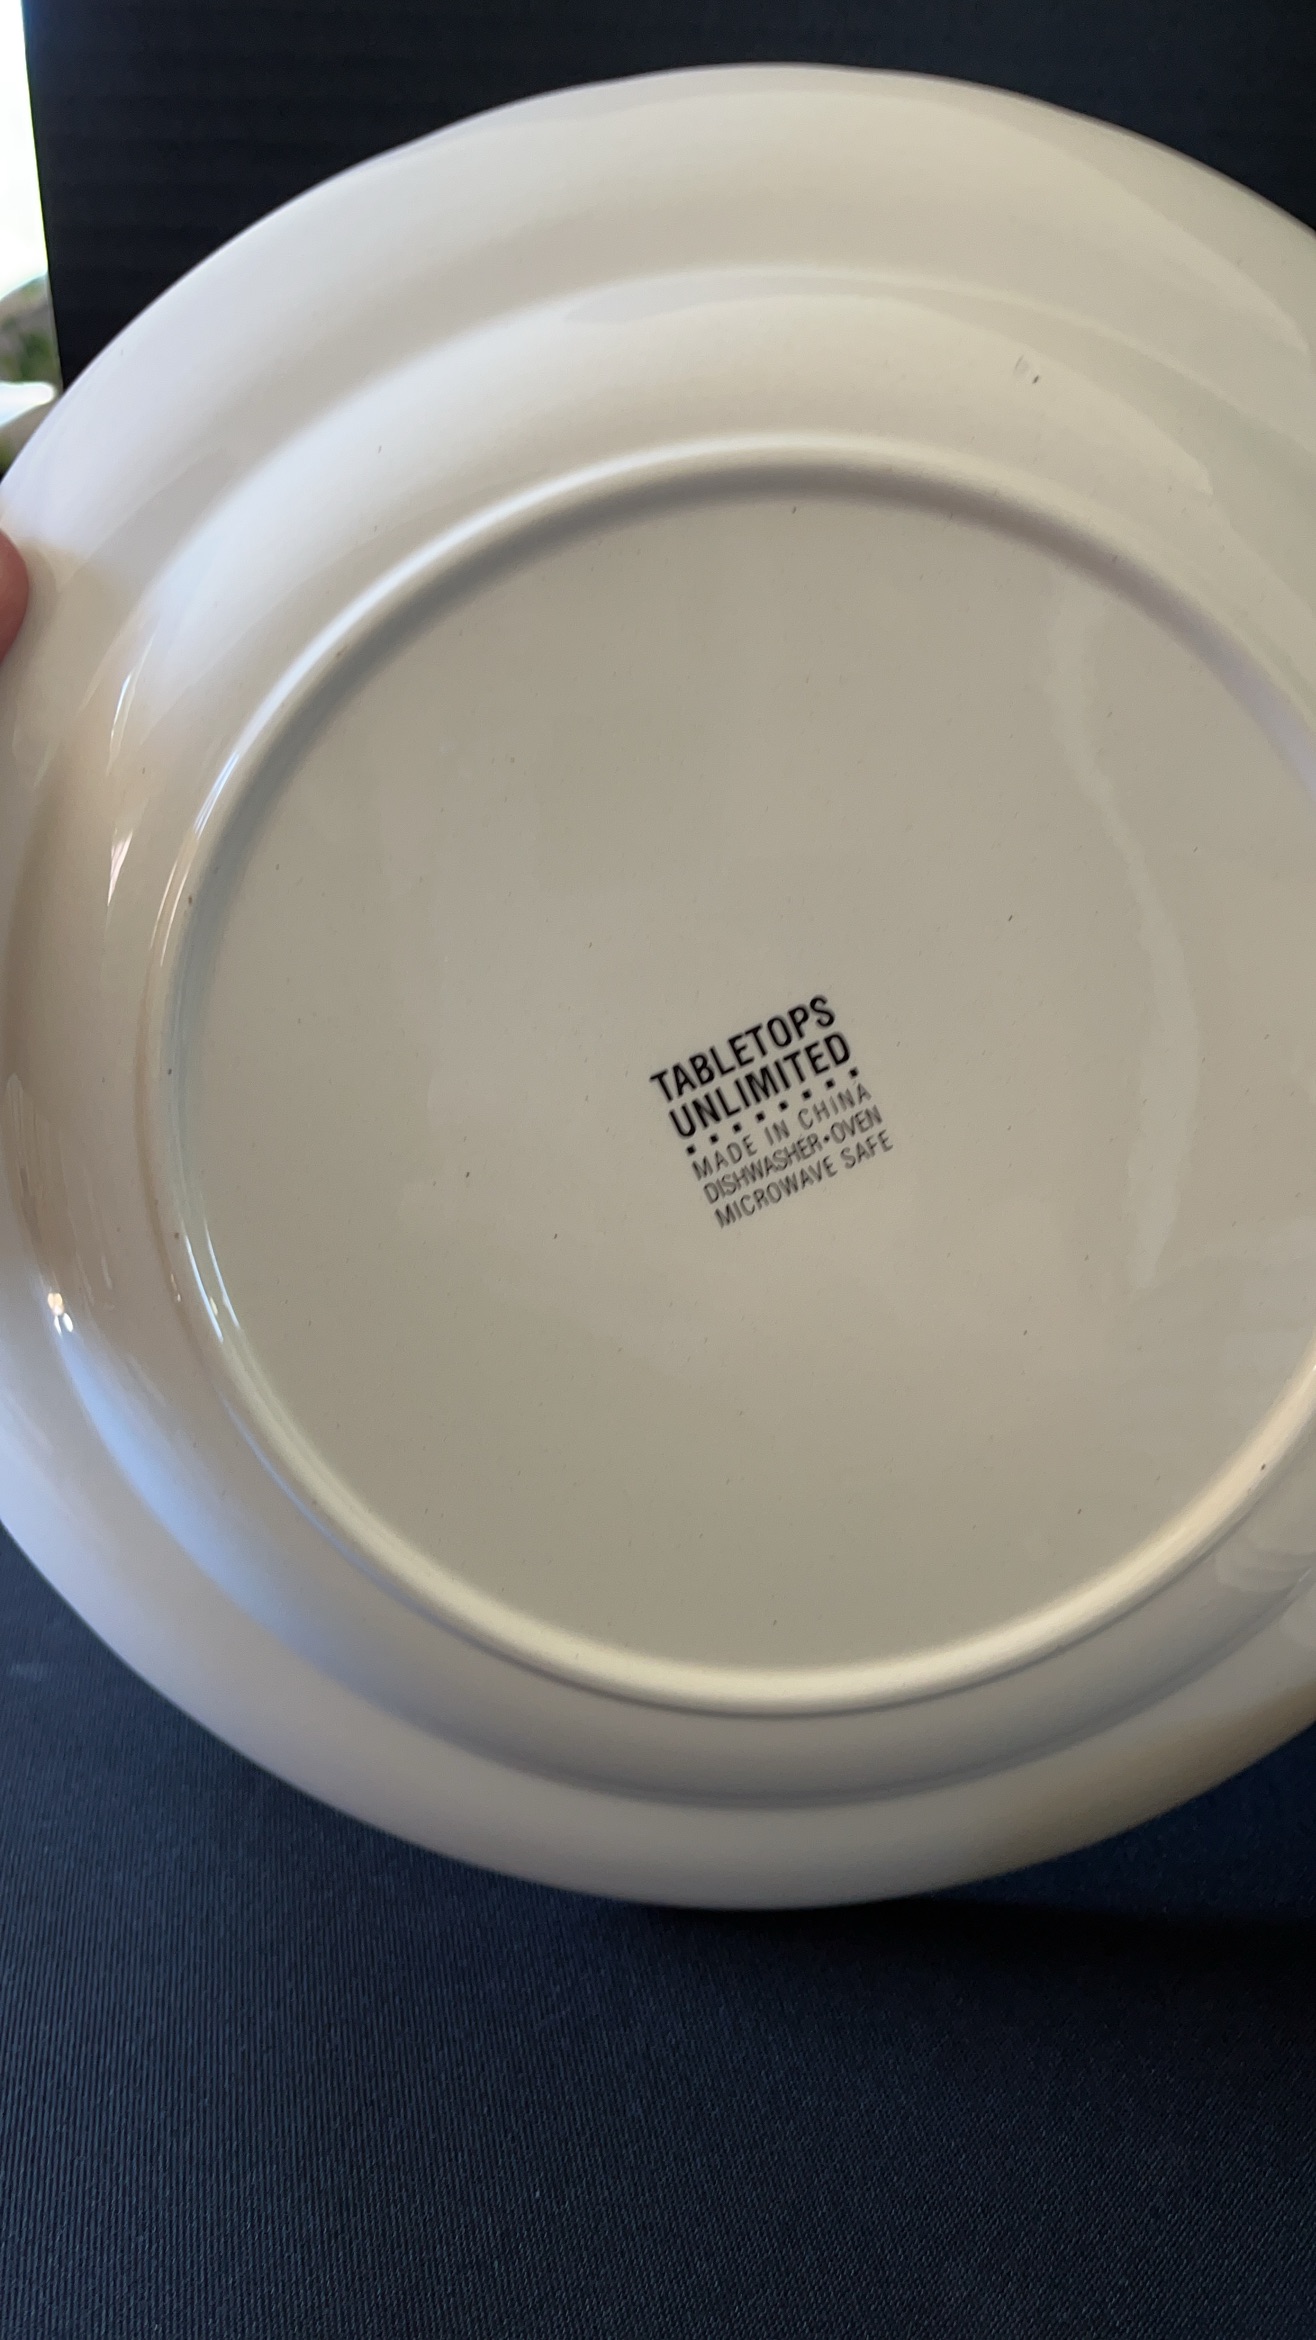 TABLETOPS
UNLIMITED
MADE IN CHINA
DISHWASHER•OVEN
MICROWAVE SAFE